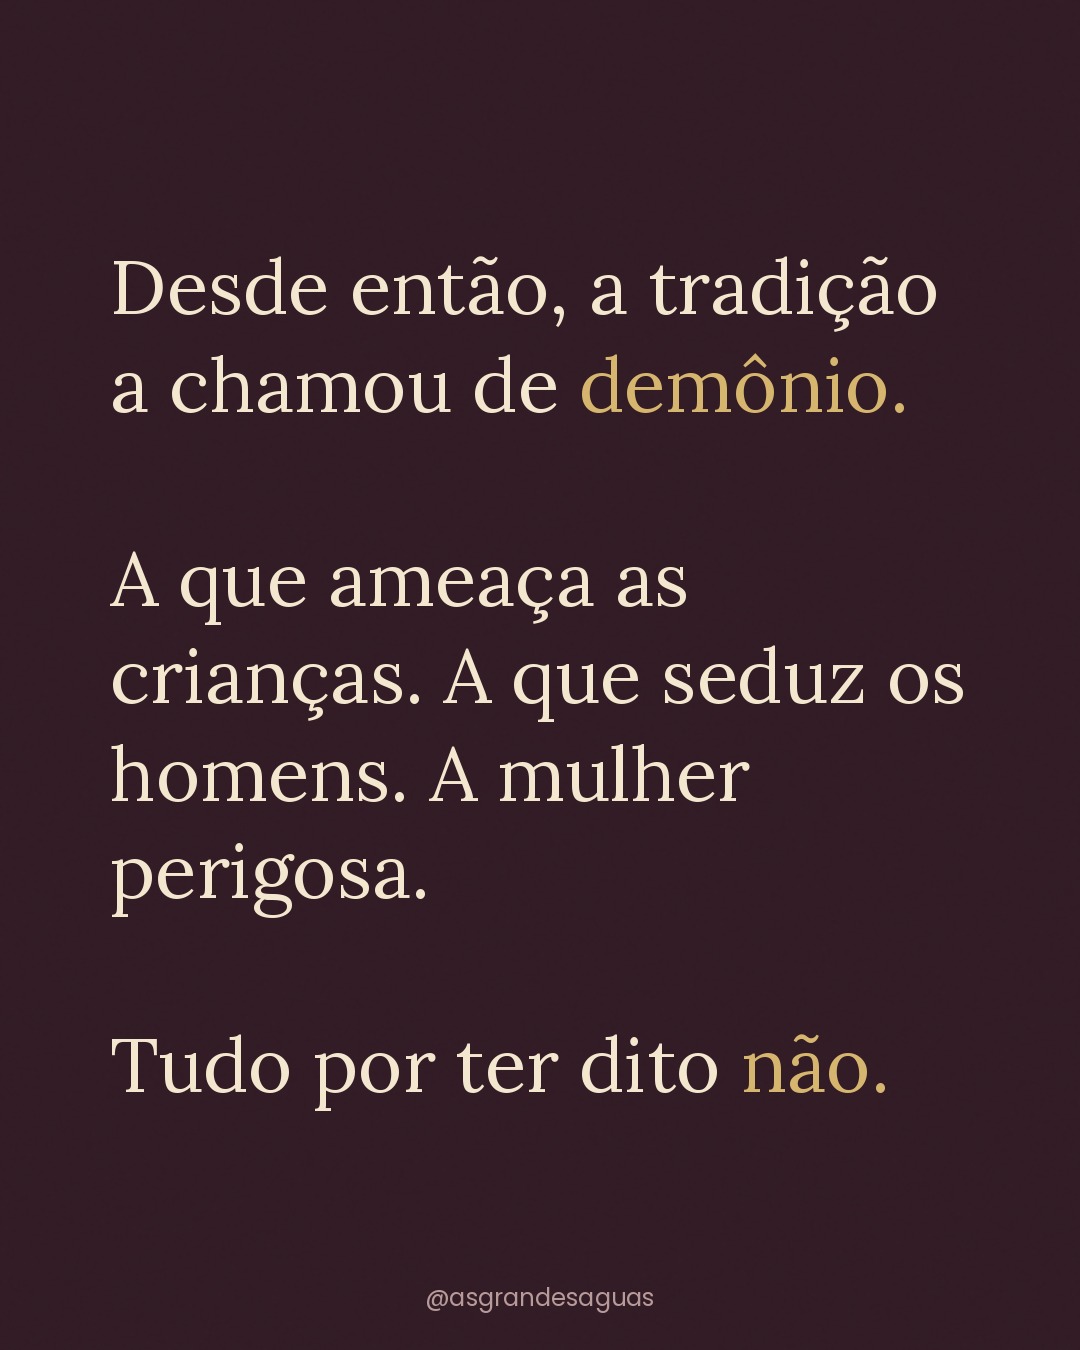 Desde então, a tradição
a chamou de demônio.
A que ameaça as
crianças. A que seduz os
homens. A mulher
perigosa.
Tudo por ter dito não.
@asgrandesaguas